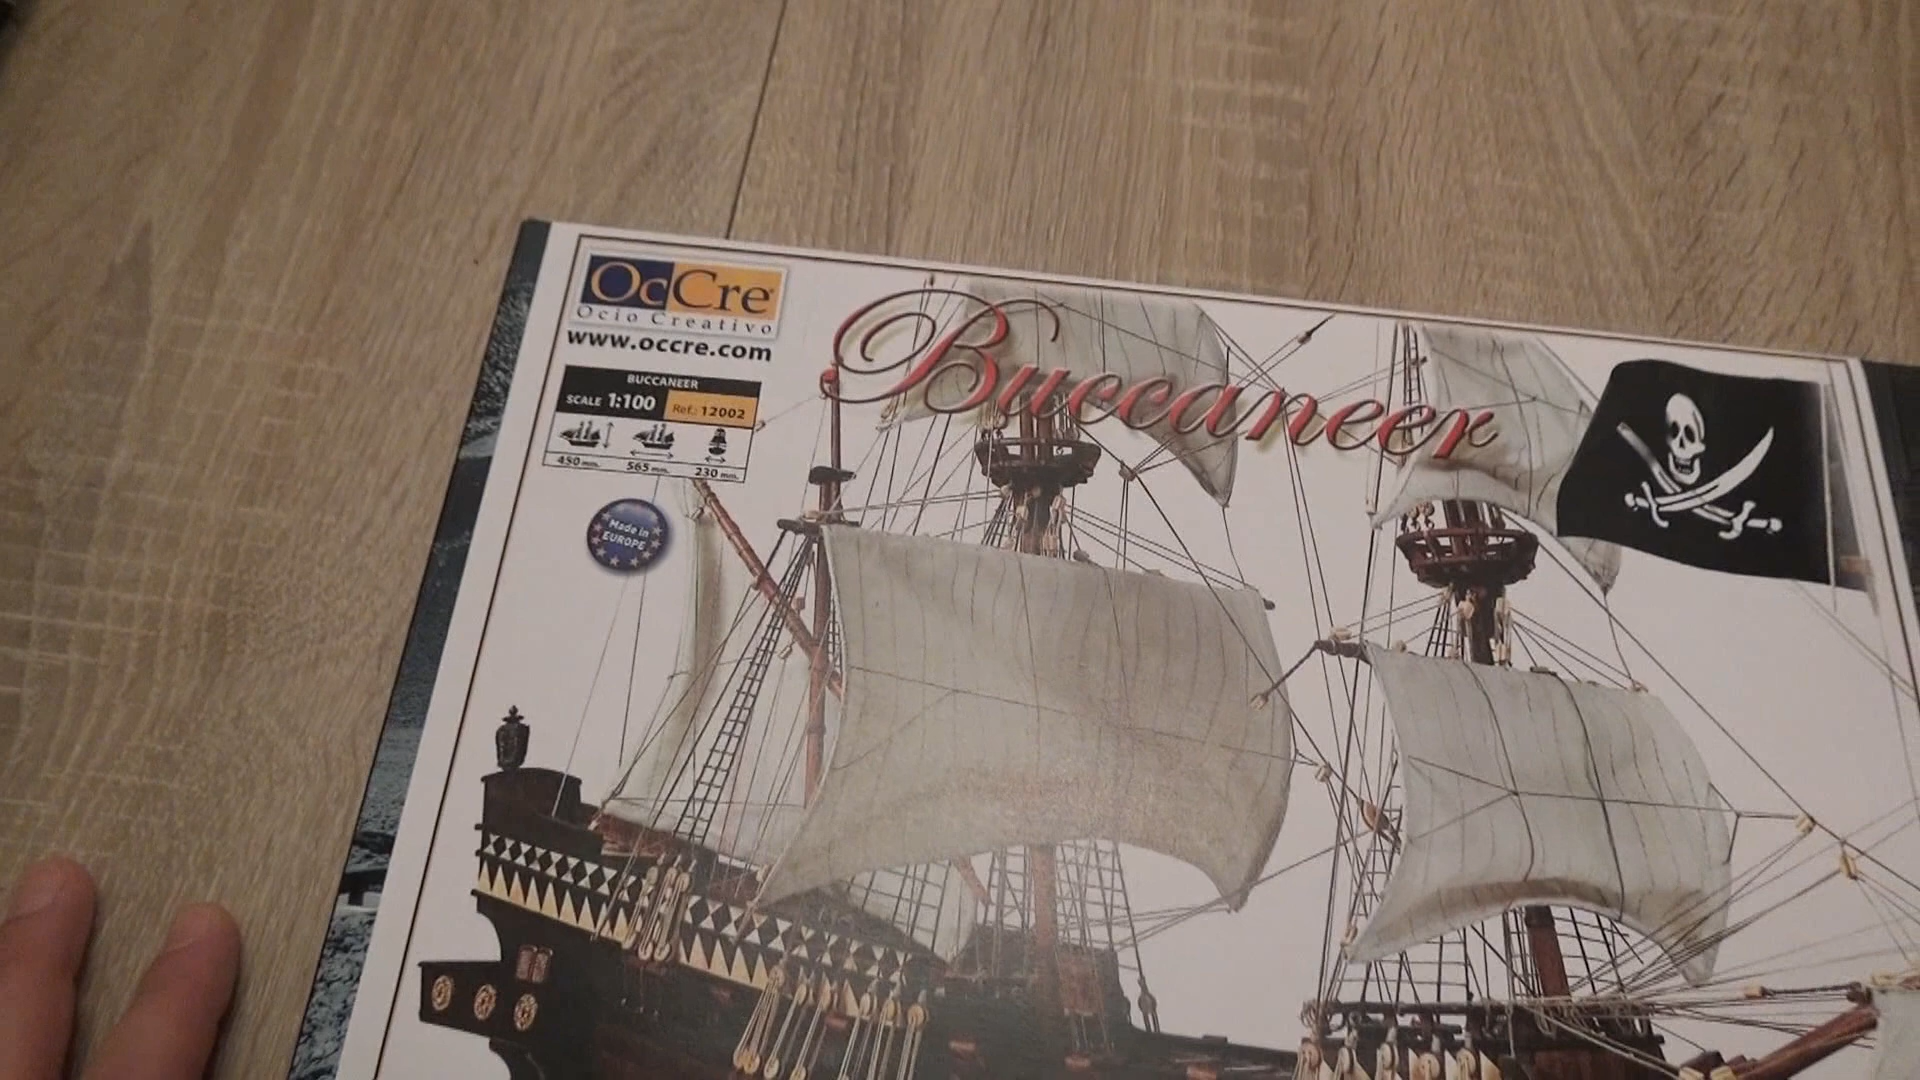 OcCre
Ocio Creativo
www.occre.com
BUCCANEER
SCALE 1:100 Ref.: 12002
450 mm. 565 mm. 230 mm.
Made in
EUROPE
Buccaneer